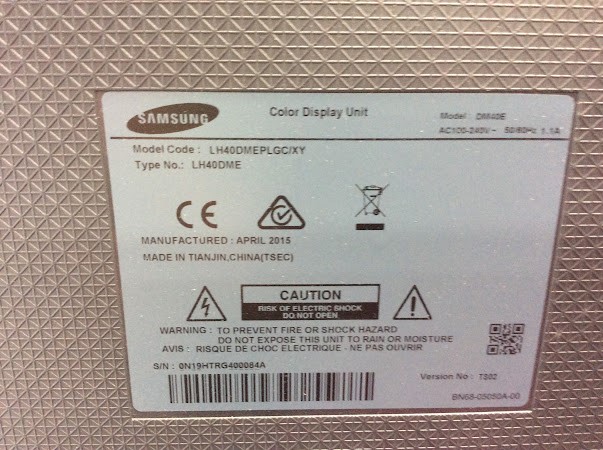 SAMSUNG
Color Display Unit
Model : DM40E
AC100-240V~ 50/60Hz 1.1A
Model Code : LH40DMEPLGC/XY
Type No.: LH40DME
CE
MANUFACTURED : APRIL 2015
MADE IN TIANJIN,CHINA(TSEC)
CAUTION
RISK OF ELECTRIC SHOCK
DO NOT OPEN
WARNING : TO PREVENT FIRE OR SHOCK HAZARD
DO NOT EXPOSE THIS UNIT TO RAIN OR MOISTURE
AVIS : RISQUE DE CHOC ELECTRIQUE - NE PAS OUVRIR
S/N : 0N19HTRG400084A
Version No : TS02
BN68-05050A-00